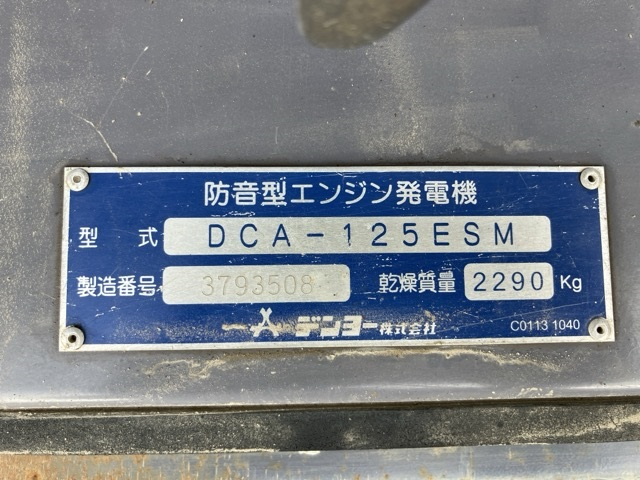 防音型エンジン発電機
型 式 DCA-125ESM
製造番号 3793508 乾燥質量 2290 Kg
デンヨー株式会社
C0113 1040